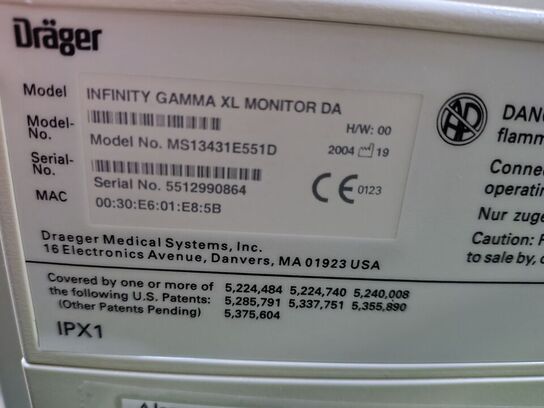 Dräger
Model INFINITY GAMMA XL MONITOR DA
Model-No. H/W: 00
Model No. MS13431E551D 2004 19
Serial-No.
Serial No. 5512990864 CE 0123
MAC 00:30:E6:01:E8:5B
Draeger Medical Systems, Inc.
16 Electronics Avenue, Danvers, MA 01923 USA
Covered by one or more of 5,224,484 5,224,740 5,240,008
the following U.S. Patents: 5,285,791 5,337,751 5,355,890
(Other Patents Pending) 5,375,604
IPX1
flamm
Conne
operatin
Nur zuge
Caution: F
to sale by,